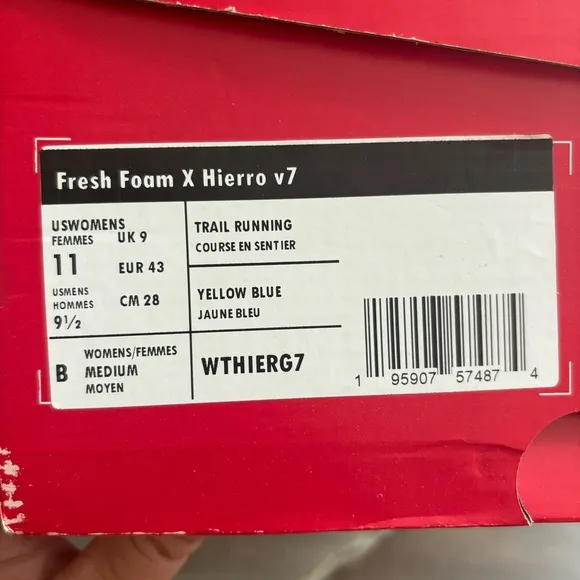 Fresh Foam X Hierro v7
USWOMENS
FEMMES
11
UK 9
EUR 43
USMENS
HOMMES
9½
CM 28
TRAIL RUNNING
COURSE EN SENTIER
YELLOW BLUE
JAUNE BLEU
B
WOMENS/FEMMES
MEDIUM
MOYEN
WTHIERG7
1 95907 57487 4